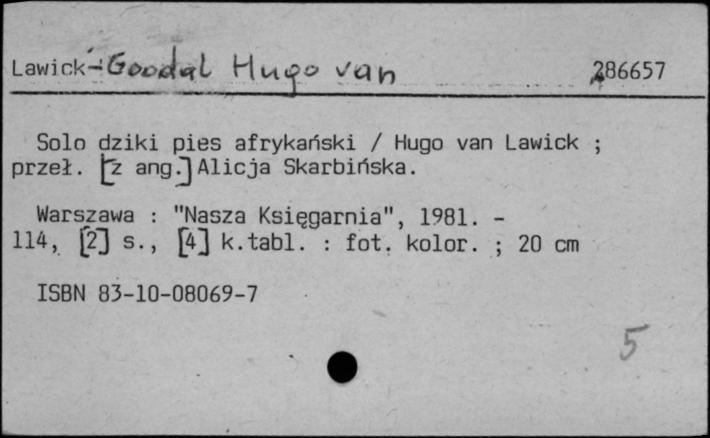 Lawick-Goodal Hugo van 286657
Solo dziki pies afrykański / Hugo van Lawick ;
przeł. [z ang.] Alicja Skarbińska.
Warszawa : "Nasza Księgarnia", 1981. -
114, [2] s., [4] k.tabl. : fot. kolor. ; 20 cm
ISBN 83-10-08069-7
5